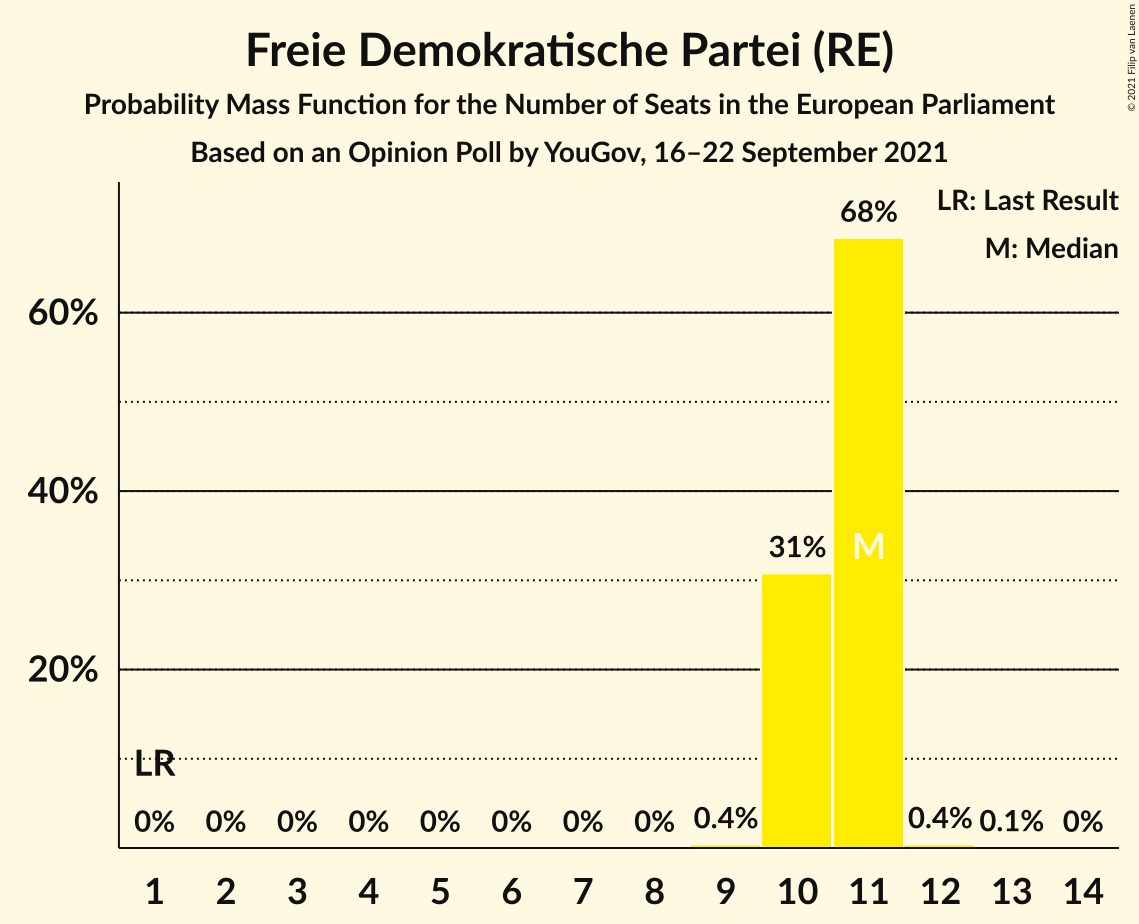 Freie Demokratische Partei (RE)
Probability Mass Function for the Number of Seats in the European Parliament
Based on an Opinion Poll by YouGov, 16–22 September 2021
© 2021 Filip van Laenen
LR: Last Result
M: Median
68%
60%
40%
31%
M
20%
LR
0% 0% 0% 0% 0% 0% 0% 0% 0.4% 0.4% 0.1% 0%
1 2 3 4 5 6 7 8 9 10 11 12 13 14